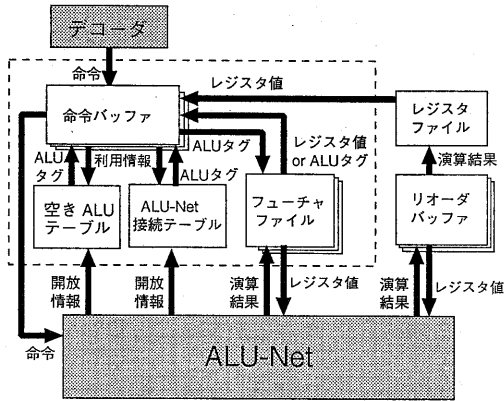 デコーダ
命令
レジスタ値
命令バッファ
レジスタ
ファイル
ALUタグ
レジスタ値
or ALUタグ
ALU
タグ
利用情報
ALUタグ
演算結果
空き ALU
テーブル
ALU-Net
接続テーブル
フューチャ
ファイル
リオーダ
バッファ
開放
情報
開放
情報
演算
結果
レジスタ値
演算
結果
レジスタ値
命令
ALU-Net